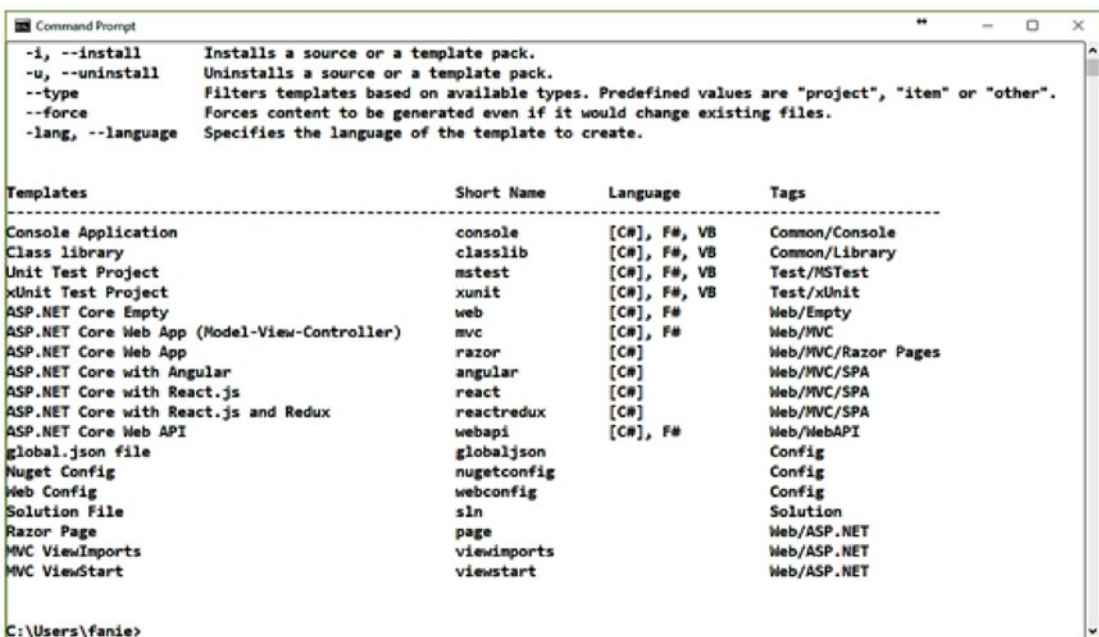 Command Prompt
-i, --install Installs a source or a template pack.
-u, --uninstall Uninstalls a source or a template pack.
--type Filters templates based on available types. Predefined values are "project", "item" or "other".
--force Forces content to be generated even if it would change existing files.
-lang, --language Specifies the language of the template to create.
Templates Short Name Language Tags
Console Application console [C#], F#, VB Common/Console
Class library classlib [C#], F#, VB Common/Library
Unit Test Project mstest [C#], F#, VB Test/MSTest
xUnit Test Project xunit [C#], F#, VB Test/xUnit
ASP.NET Core Empty web [C#], F# Web/Empty
ASP.NET Core Web App (Model-View-Controller) mvc [C#], F# Web/MVC
ASP.NET Core Web App razor [C#] Web/MVC/Razor Pages
ASP.NET Core with Angular angular [C#] Web/MVC/SPA
ASP.NET Core with React.js react [C#] Web/MVC/SPA
ASP.NET Core with React.js and Redux reactredux [C#] Web/MVC/SPA
ASP.NET Core Web API webapi [C#], F# Web/WebAPI
global.json file globaljson Config
Nuget Config nugetconfig Config
Web Config webconfig Config
Solution File sln Solution
Razor Page page Web/ASP.NET
MVC ViewImports viewimports Web/ASP.NET
MVC ViewStart viewstart Web/ASP.NET
C:\Users\fanie>